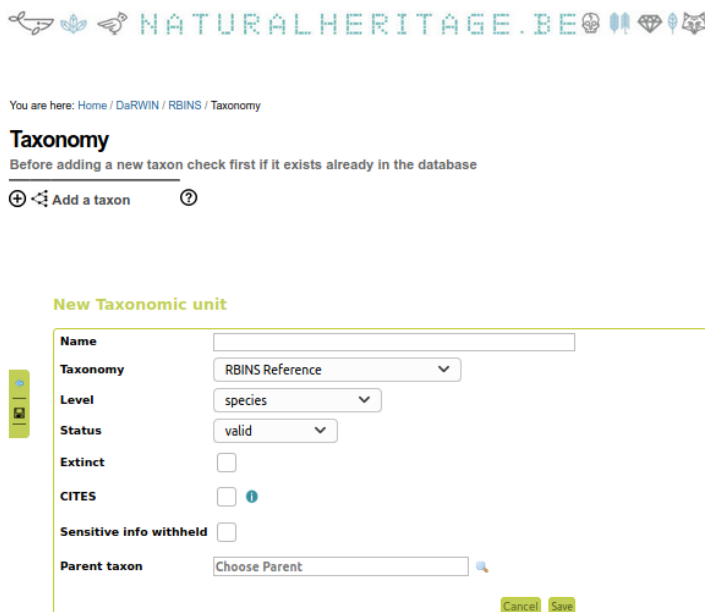 NATURALHERITAGE.BE
You are here: Home / DaRWIN / RBINS / Taxonomy
Taxonomy
Before adding a new taxon check first if it exists already in the database
Add a taxon
New Taxonomic unit
Name
Taxonomy RBINS Reference
Level species
Status valid
Extinct
CITES
Sensitive info withheld
Parent taxon Choose Parent
Cancel Save